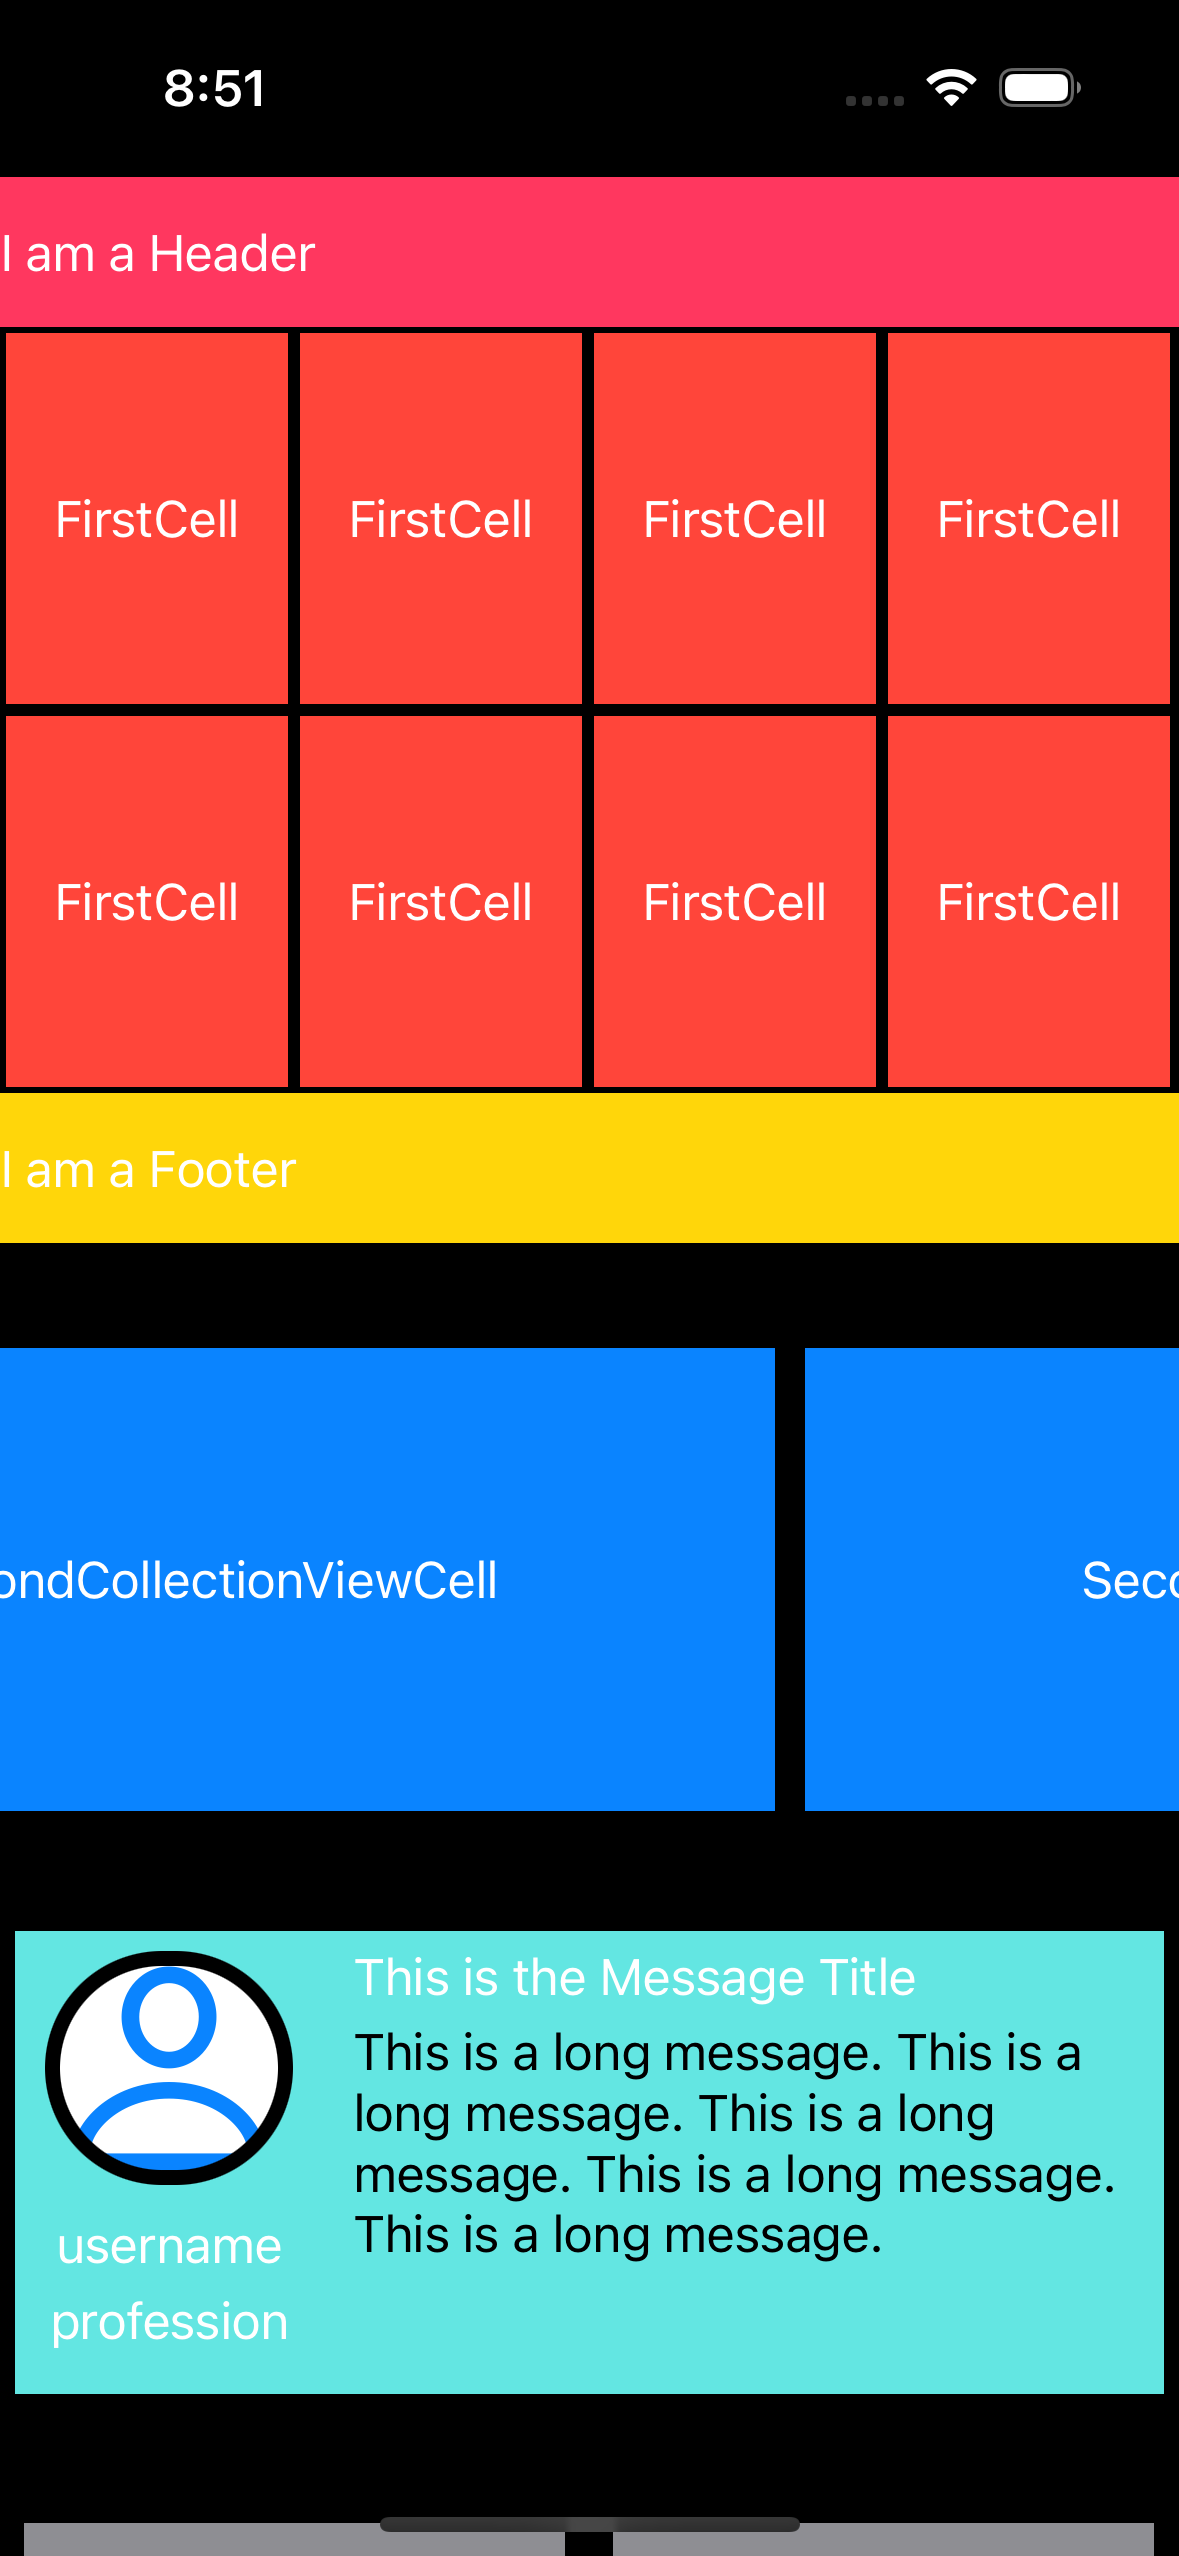 8:51
I am a Header
FirstCell FirstCell FirstCell FirstCell
FirstCell FirstCell FirstCell FirstCell
I am a Footer
ondCollectionViewCell Seco
This is the Message Title
This is a long message. This is a
long message. This is a long
message. This is a long message.
This is a long message.
username
profession